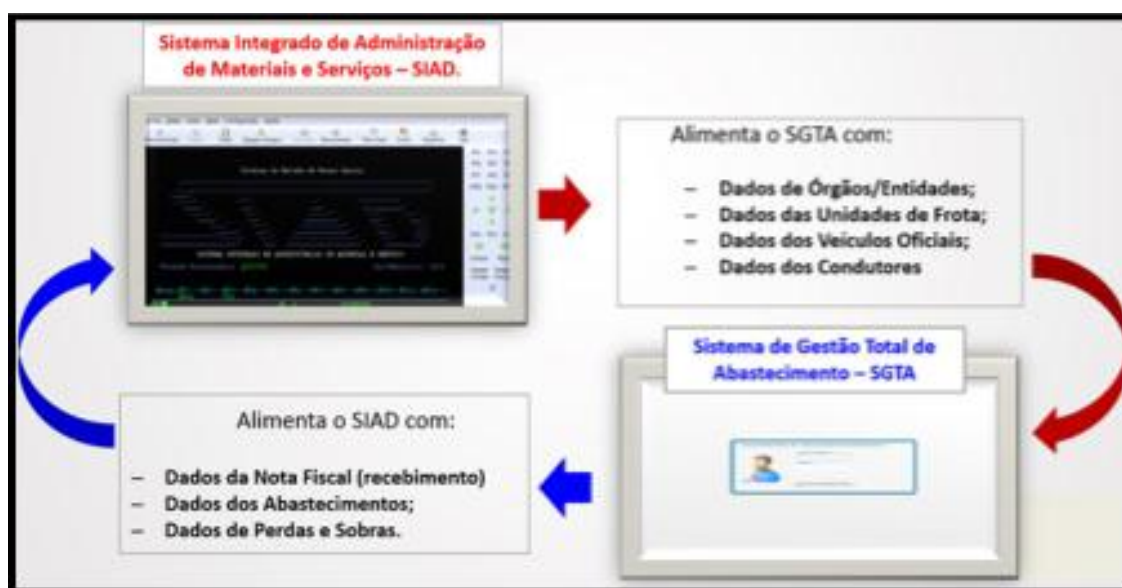 Sistema Integrado de Administração
de Materiais e Serviços – SIAD.
Alimenta o SGTA com:
– Dados de Órgãos/Entidades;
– Dados das Unidades de Frota;
– Dados dos Veículos Oficiais;
– Dados dos Condutores
Sistema de Gestão Total de
Abastecimento – SGTA
Alimenta o SIAD com:
– Dados da Nota Fiscal (recebimento)
– Dados dos Abastecimentos;
– Dados de Perdas e Sobras.